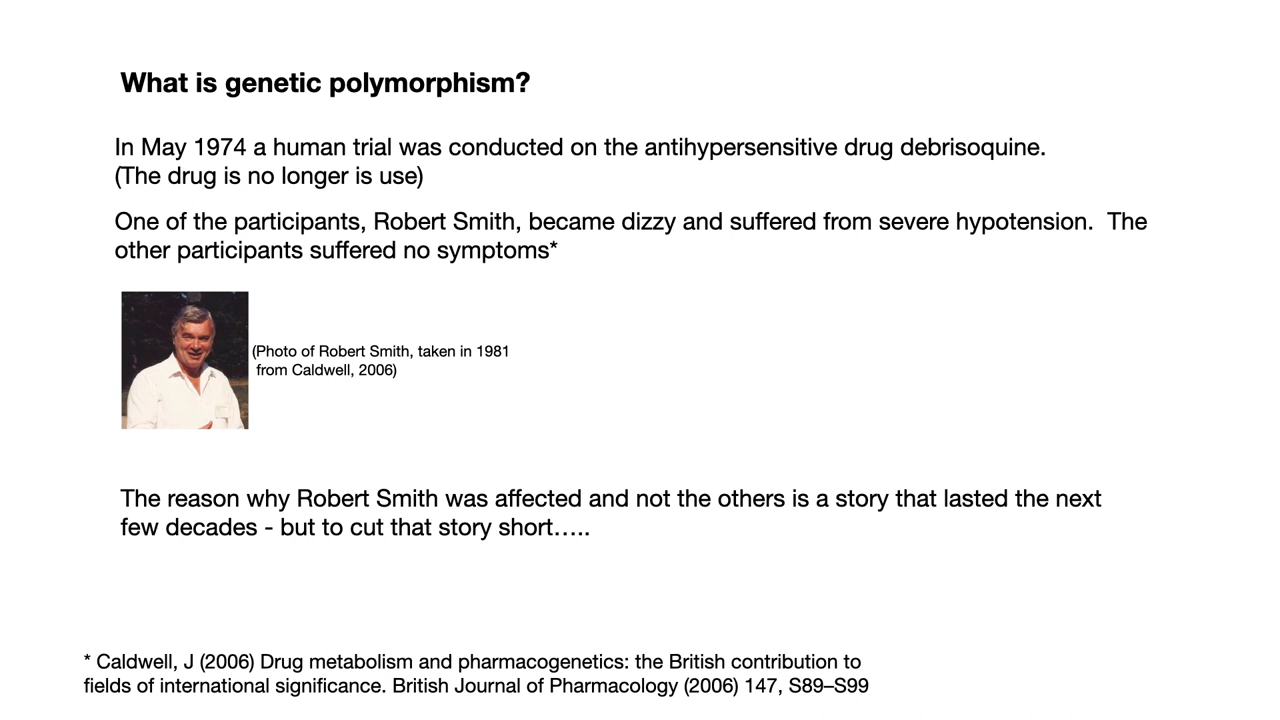 What is genetic polymorphism?
In May 1974 a human trial was conducted on the antihypersensitive drug debrisoquine.
(The drug is no longer is use)
One of the participants, Robert Smith, became dizzy and suffered from severe hypotension.  The
other participants suffered no symptoms*
(Photo of Robert Smith, taken in 1981
from Caldwell, 2006)
The reason why Robert Smith was affected and not the others is a story that lasted the next
few decades - but to cut that story short…..
* Caldwell, J (2006) Drug metabolism and pharmacogenetics: the British contribution to
fields of international significance. British Journal of Pharmacology (2006) 147, S89–S99